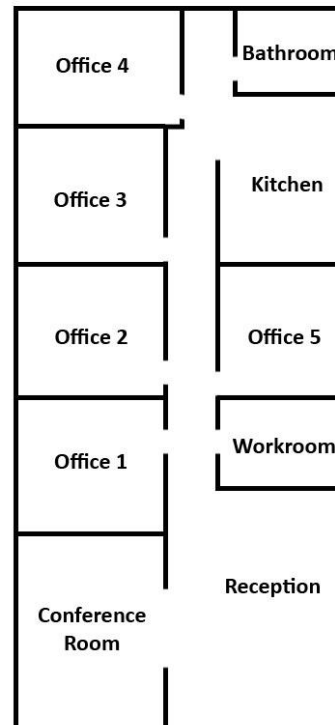 Office 4
Bathroom
Office 3
Kitchen
Office 2
Office 5
Office 1
Workroom
Conference
Room
Reception